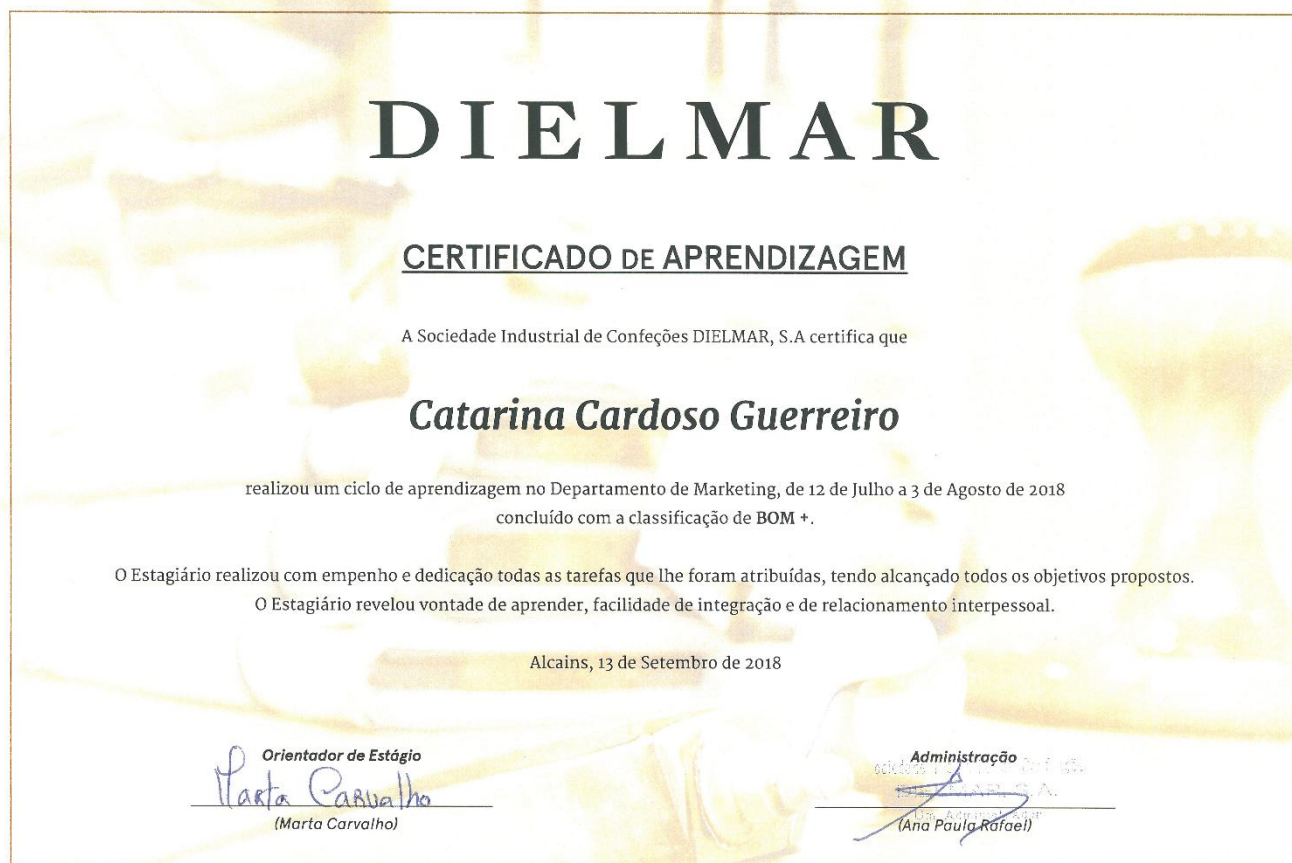 DIELMAR
CERTIFICADO DE APRENDIZAGEM
A Sociedade Industrial de Confeções DIELMAR, S.A certifica que
Catarina Cardoso Guerreiro
realizou um ciclo de aprendizagem no Departamento de Marketing, de 12 de Julho a 3 de Agosto de 2018
concluído com a classificação de BOM +.
O Estagiário realizou com empenho e dedicação todas as tarefas que lhe foram atribuídas, tendo alcançado todos os objetivos propostos.
O Estagiário revelou vontade de aprender, facilidade de integração e de relacionamento interpessoal.
Alcains, 13 de Setembro de 2018
Orientador de Estágio
Marta Carvalho
(Marta Carvalho)
Administração
S.A.
(Ana Paula Rafael)